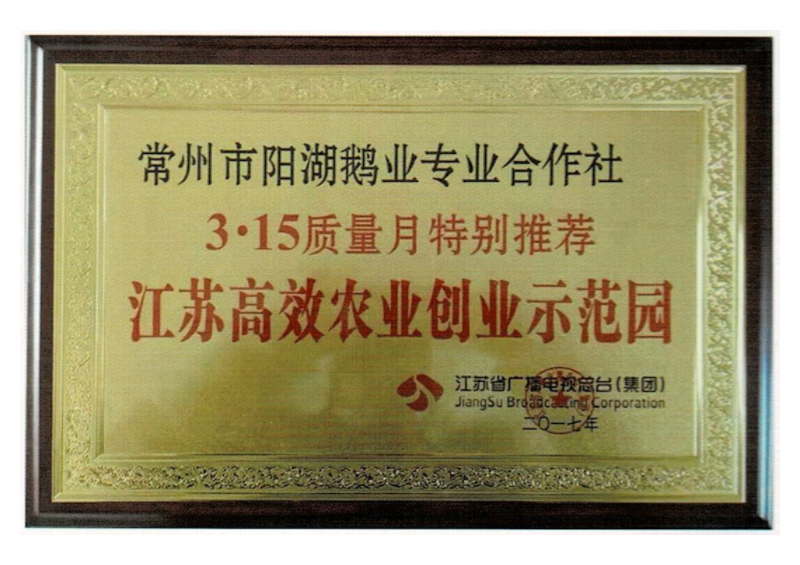 常州市阳湖鹅业专业合作社
3·15质量月特别推荐
江苏高效农业创业示范园
江苏省广播电视总台(集团)
JiangSu Broadcasting Corporation
二〇一七年